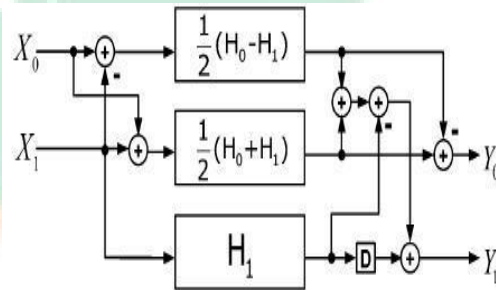 X₀
1/2 (H₀-H₁)
+
-
+
+
-
X₁
+
1/2 (H₀+H₁)
-
+
Y₀
H₁
D
+
Y₁